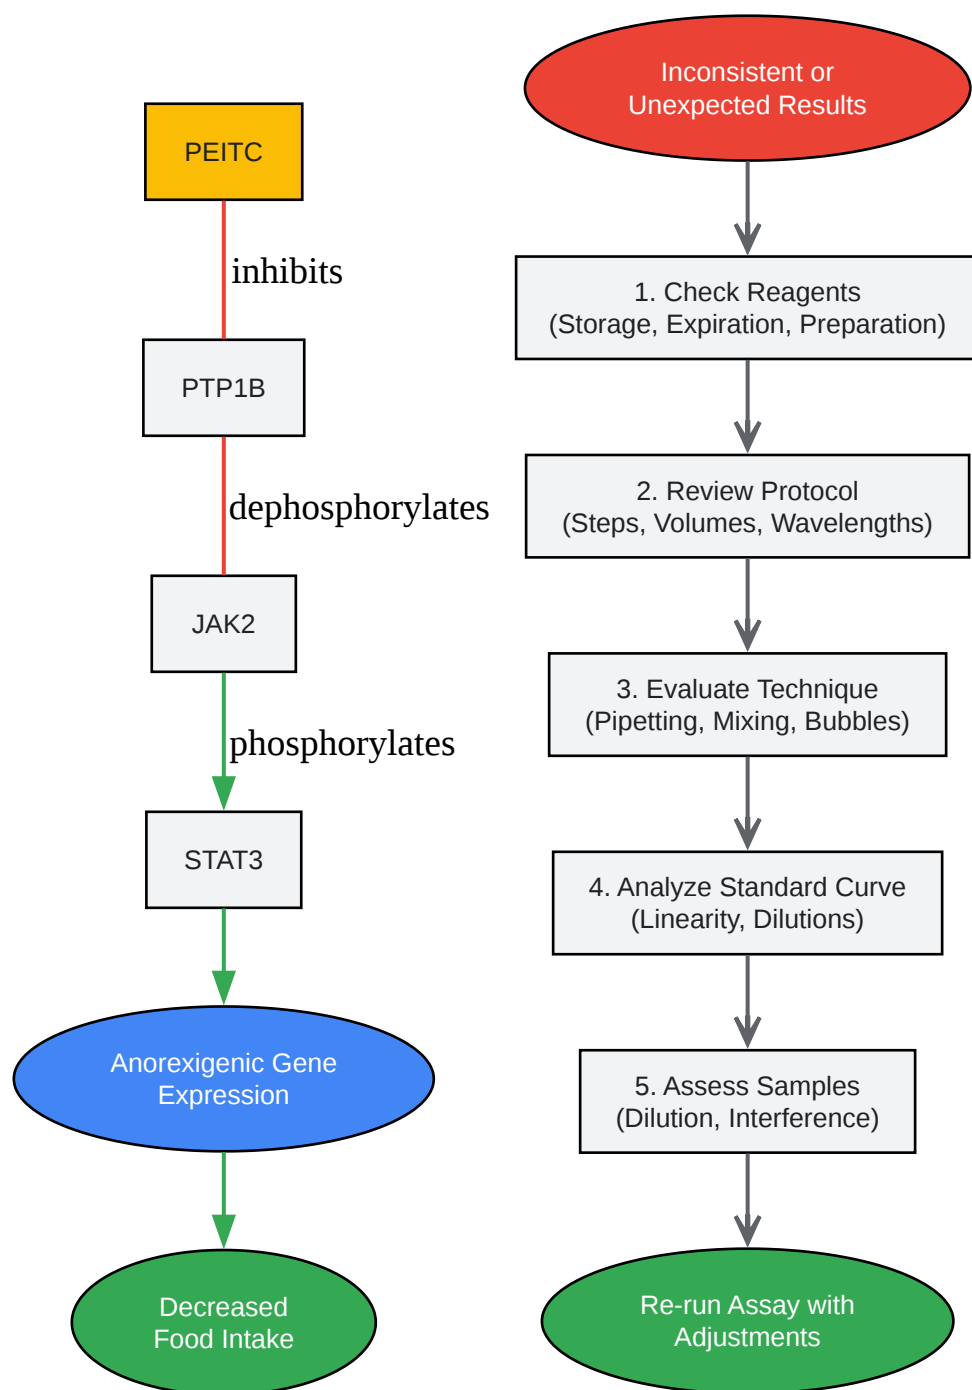 PEITC
inhibits
PTP1B
dephosphorylates
JAK2
phosphorylates
STAT3
Anorexigenic Gene
Expression
Decreased
Food Intake
Inconsistent or
Unexpected Results
1. Check Reagents
(Storage, Expiration, Preparation)
2. Review Protocol
(Steps, Volumes, Wavelengths)
3. Evaluate Technique
(Pipetting, Mixing, Bubbles)
4. Analyze Standard Curve
(Linearity, Dilutions)
5. Assess Samples
(Dilution, Interference)
Re-run Assay with
Adjustments